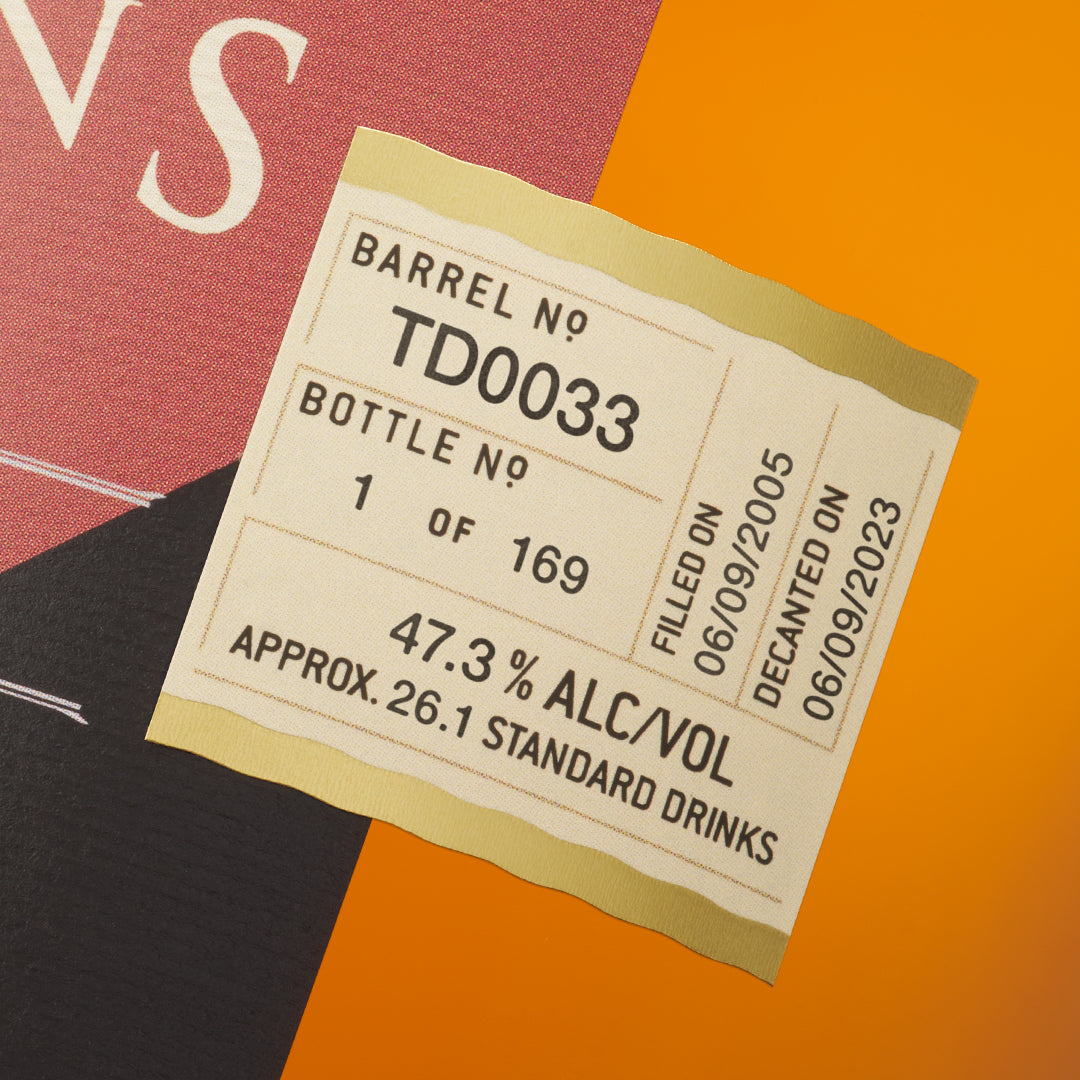 BARREL Nº
TD0033
BOTTLE Nº
1 OF 169
FILLED ON
06/09/2005
DECANTED ON
06/09/2023
47.3% ALC/VOL
APPROX. 26.1 STANDARD DRINKS